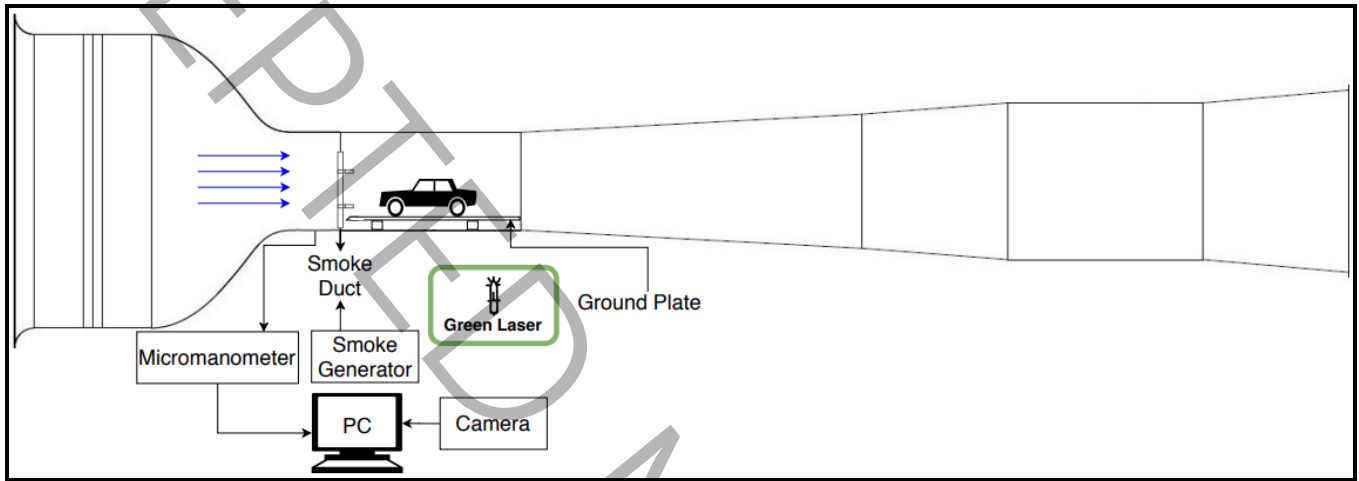 Smoke
Duct
Ground Plate
Green Laser
Micromanometer
Smoke
Generator
PC
Camera